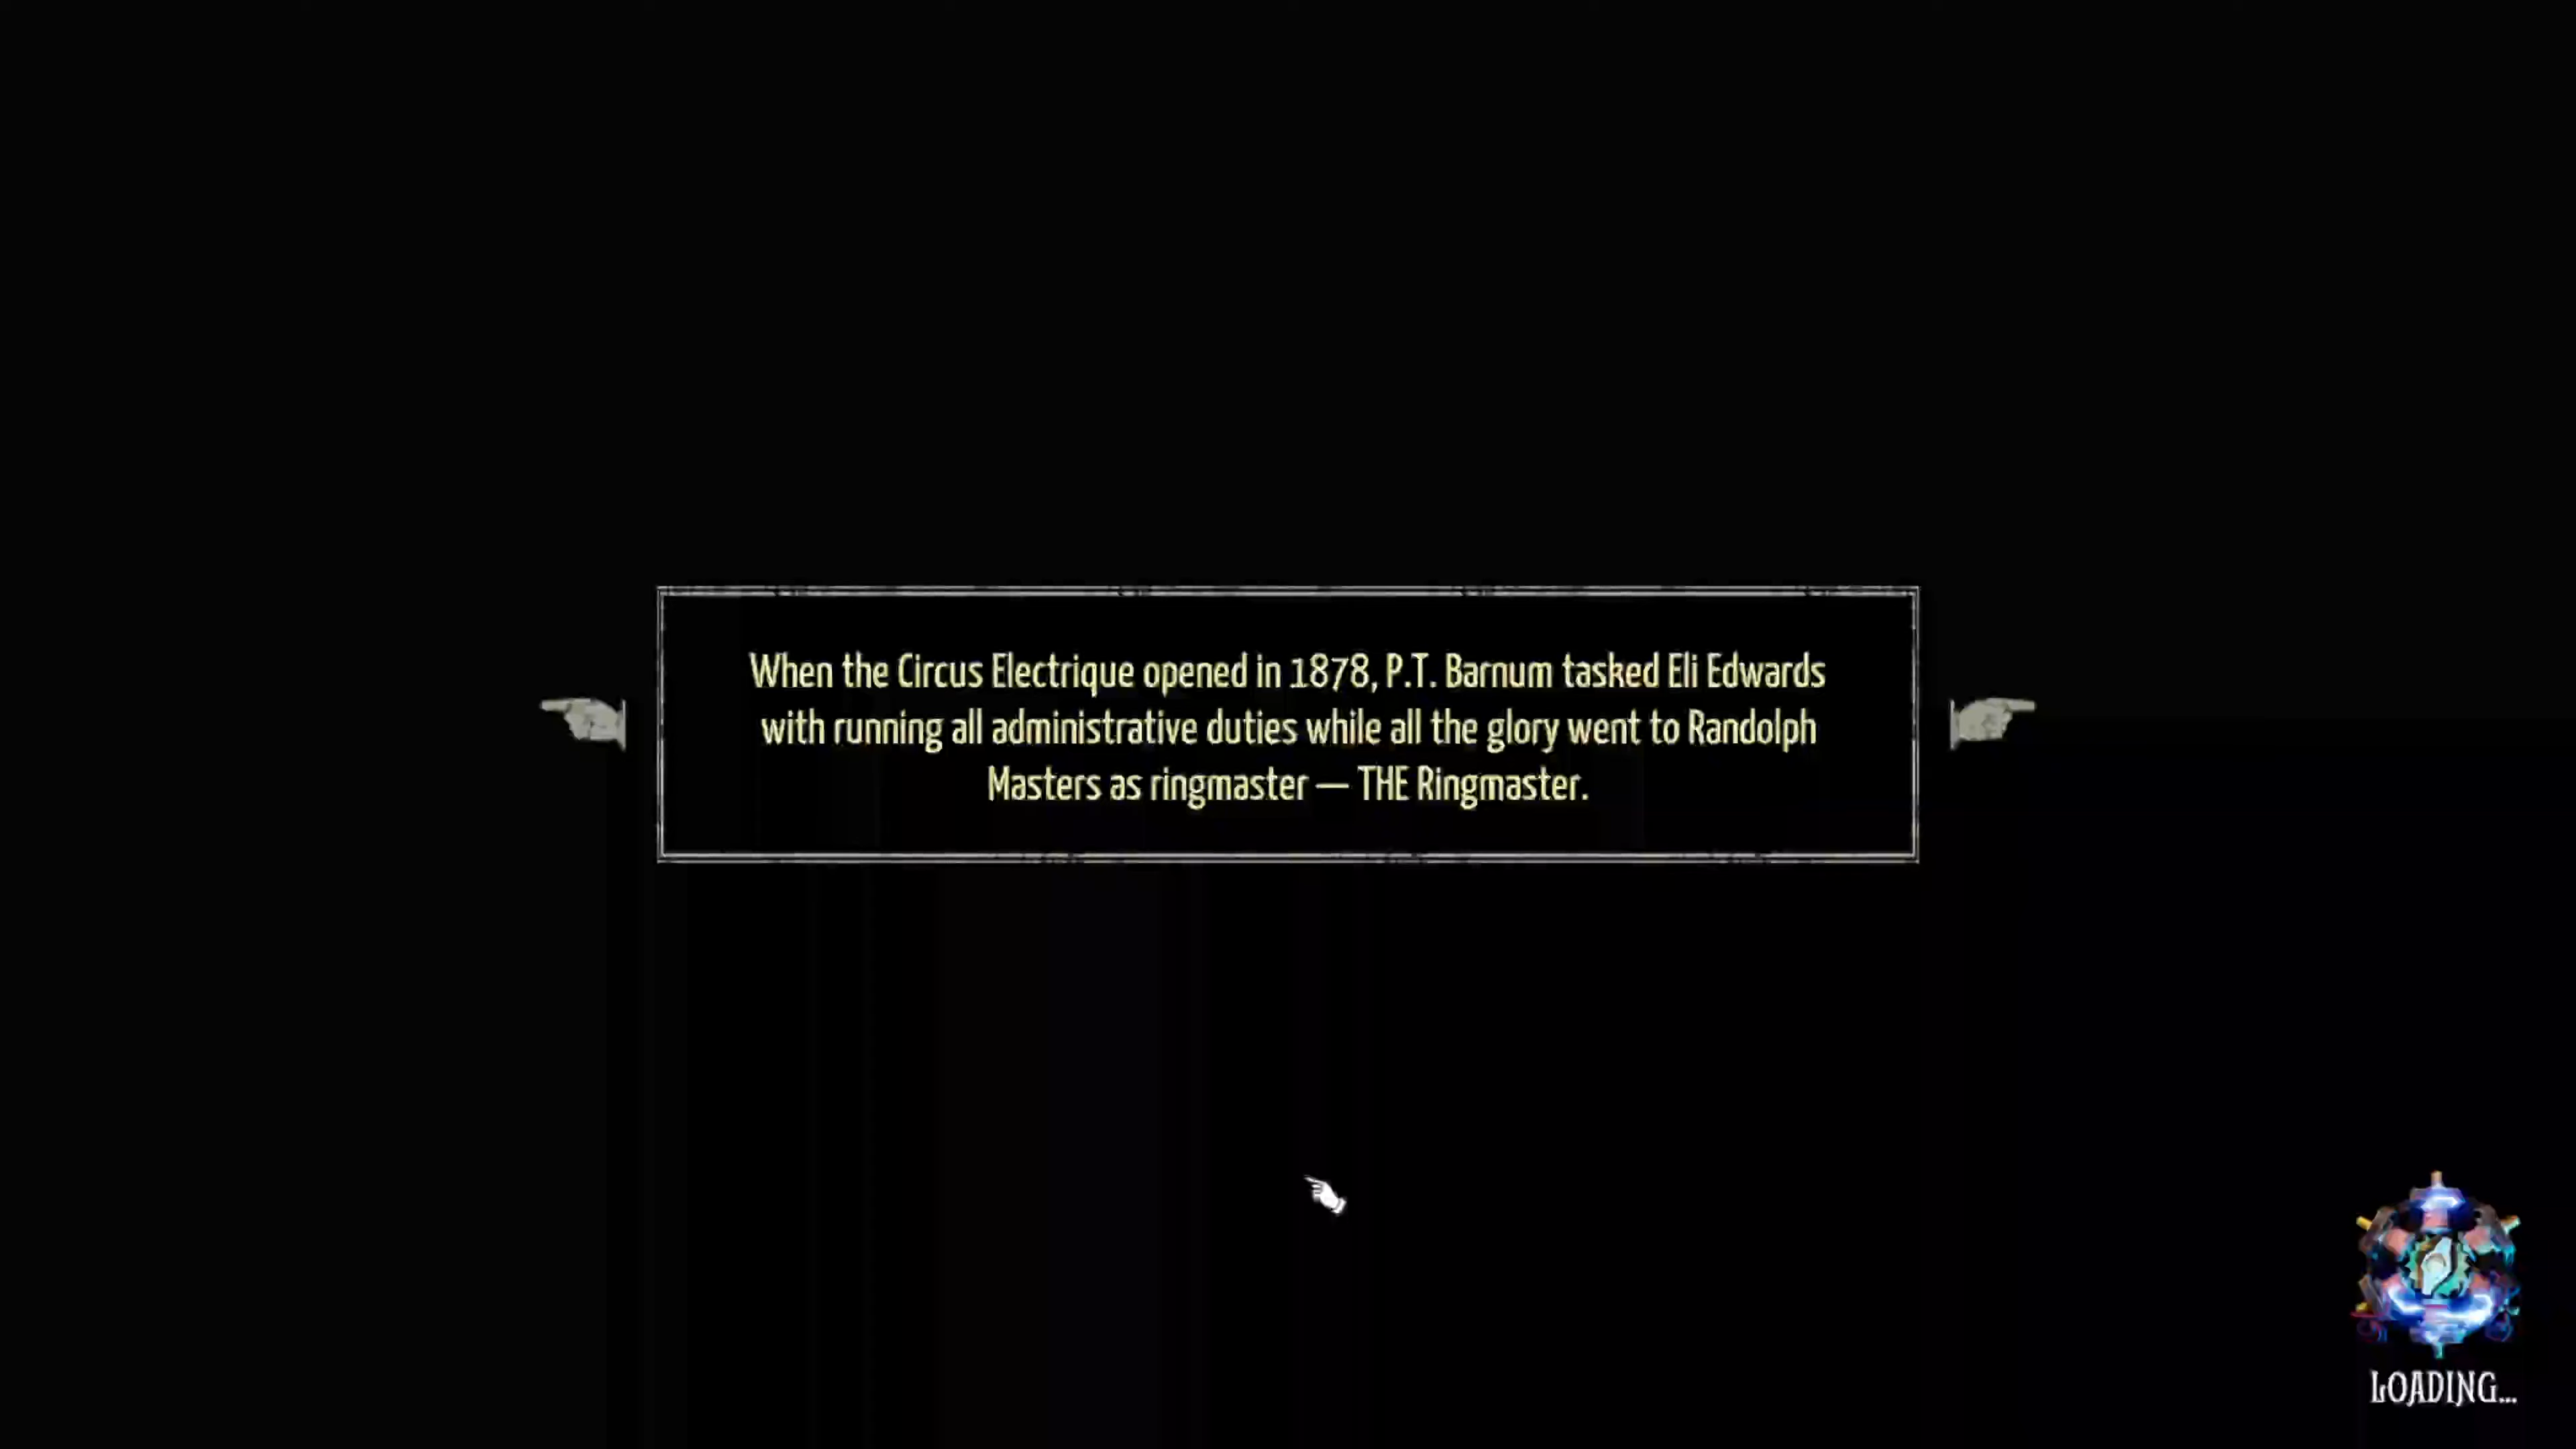 When the Circus Electrique opened in 1878, P.T. Barnum tasked Eli Edwards
with running all administrative duties while all the glory went to Randolph
Masters as ringmaster — THE Ringmaster.
LOADING...